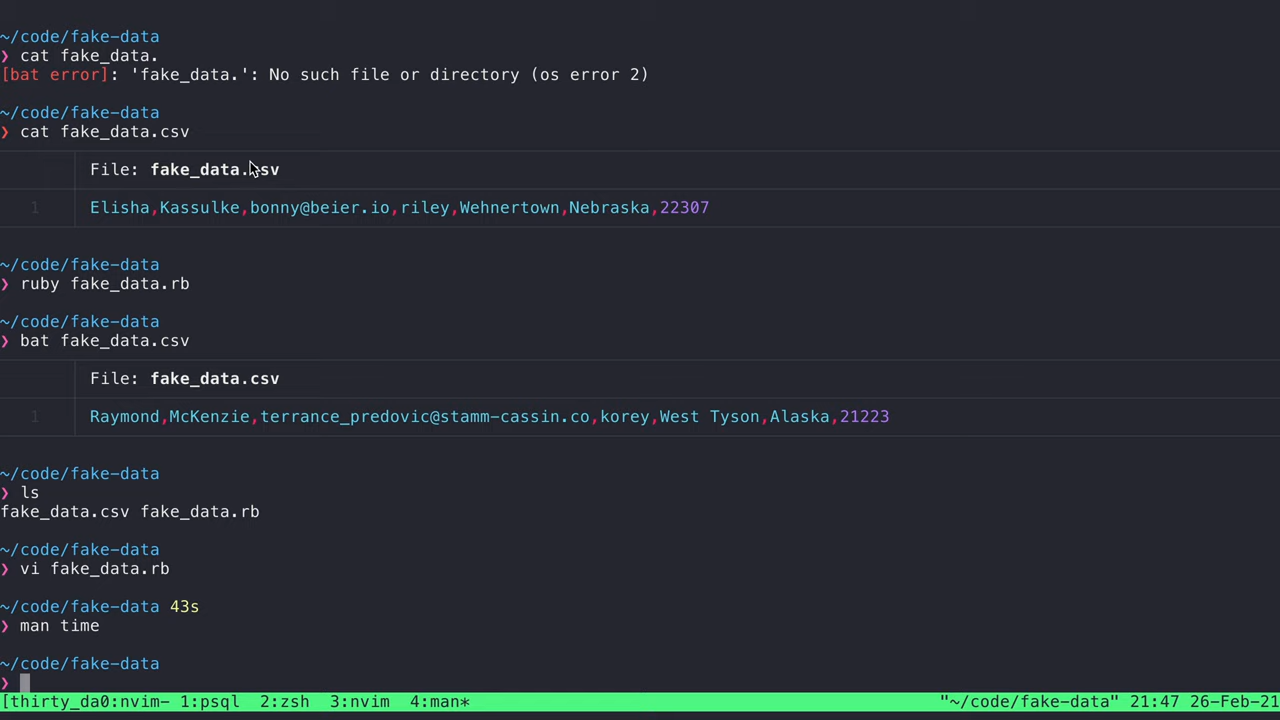 ~/code/fake-data
❯ cat fake_data.
[bat error]: 'fake_data.': No such file or directory (os error 2)
~/code/fake-data
❯ cat fake_data.csv
File: fake_data.csv
1 Elisha,Kassulke,bonny@beier.io,riley,Wehnertown,Nebraska,22307
~/code/fake-data
❯ ruby fake_data.rb
~/code/fake-data
❯ bat fake_data.csv
File: fake_data.csv
1 Raymond,McKenzie,terrance_predovic@stamm-cassin.co,korey,West Tyson,Alaska,21223
~/code/fake-data
❯ ls
fake_data.csv fake_data.rb
~/code/fake-data
❯ vi fake_data.rb
~/code/fake-data 43s
❯ man time
~/code/fake-data
❯
[thirty_da0:nvim- 1:psql 2:zsh 3:nvim 4:man* "~/code/fake-data" 21:47 26-Feb-21